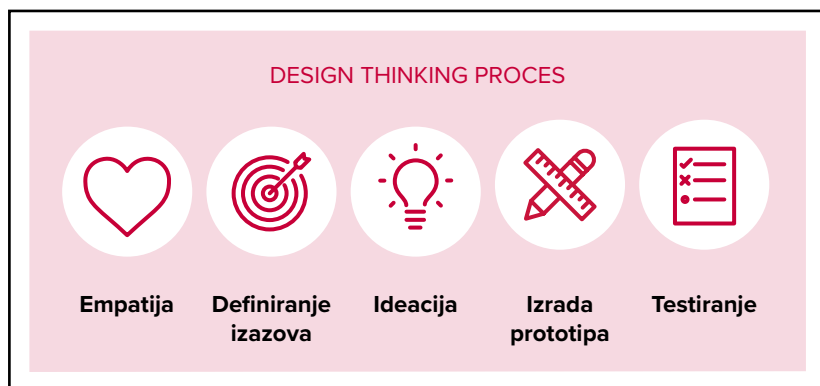 DESIGN THINKING PROCES
Empatija
Definiranje
izazova
Ideacija
Izrada
prototipa
Testiranje